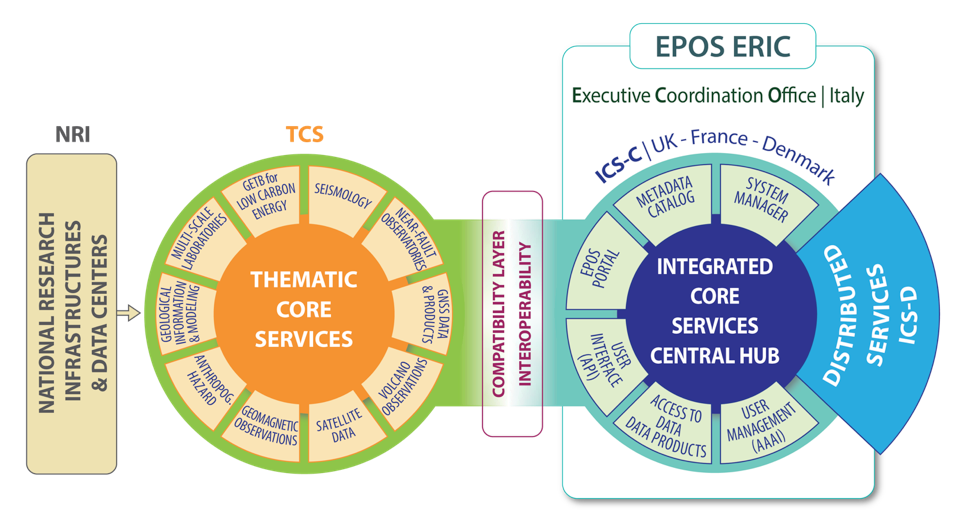 NRI
NATIONAL RESEARCH
INFRASTUCTURES
& DATA CENTERS
TCS
THEMATIC
CORE
SERVICES
SEISMOLOGY
NEAR-FAULT
OBSERVATORIES
GNSS DATA
& PRODUCTS
VOLCANO
OBSERVATIONS
SATELLITE
DATA
GEOMAGNETIC
OBSERVATIONS
ANTHROPOG.
HAZARD
GEOLOGICAL
INFORMATION
& MODELING
MULTI-SCALE
LABORATORIES
GETB for
LOW CARBON
ENERGY
COMPATIBILITY LAYER
INTEROPERABILITY
EPOS ERIC
Executive Coordination Office | Italy
ICS-C | UK - France - Denmark
INTEGRATED
CORE
SERVICES
CENTRAL HUB
METADATA
CATALOG
SYSTEM
MANAGER
EPOS
PORTAL
USER
INTERFACE
(API)
ACCESS TO
DATA
DATA PRODUCTS
USER
MANAGEMENT
(AAAI)
DISTRIBUTED
SERVICES
ICS-D